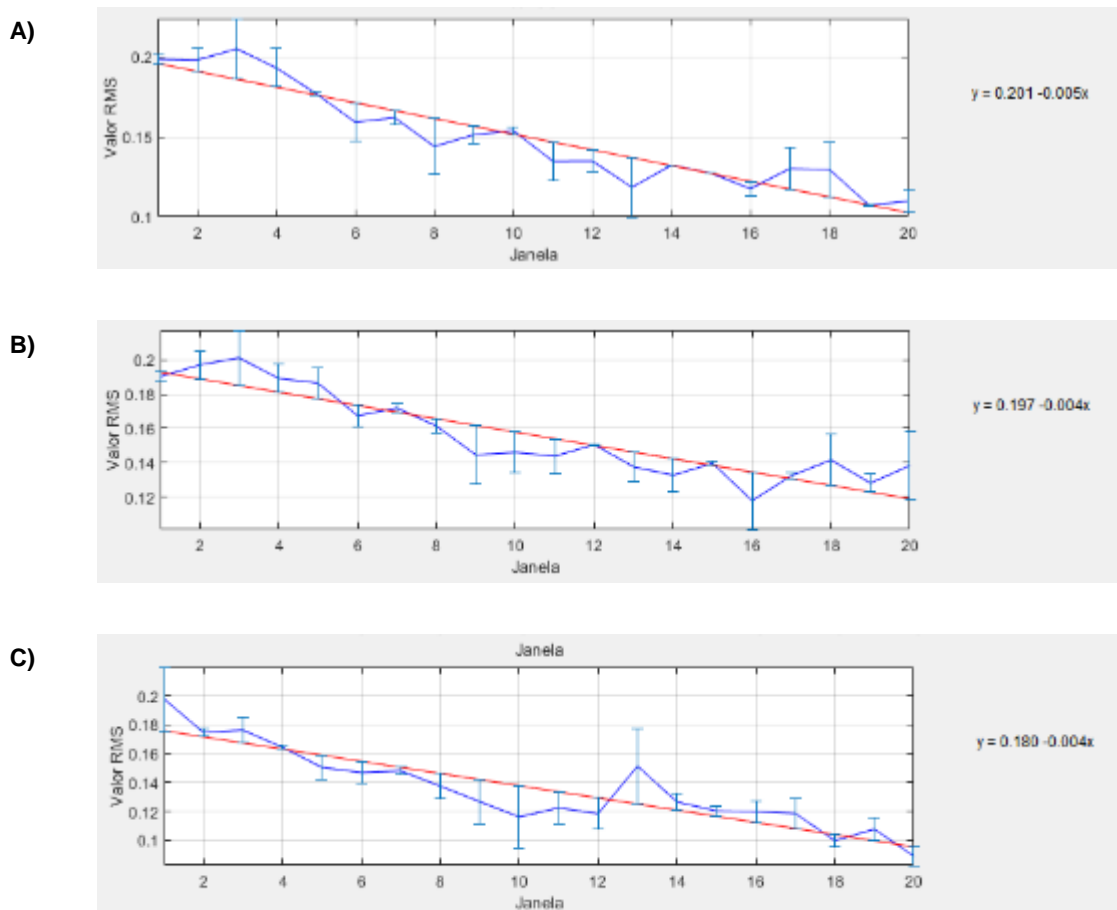 A)
Valor RMS
0.2
0.15
0.1
2 4 6 8 10 12 14 16 18 20
Janela
y = 0.201 -0.005x
B)
Valor RMS
0.2
0.18
0.16
0.14
0.12
2 4 6 8 10 12 14 16 18 20
Janela
y = 0.197 -0.004x
C)
Janela
Valor RMS
0.2
0.18
0.16
0.14
0.12
0.1
2 4 6 8 10 12 14 16 18 20
Janela
y = 0.180 -0.004x